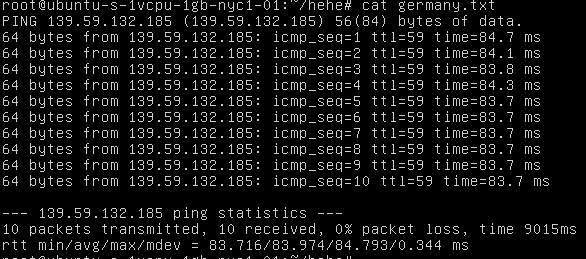 root@ubuntu-s-1vcpu-1gb-nyc1-01:~/hehe# cat germany.txt
PING 139.59.132.185 (139.59.132.185) 56(84) bytes of data.
64 bytes from 139.59.132.185: icmp_seq=1 ttl=59 time=84.7 ms
64 bytes from 139.59.132.185: icmp_seq=2 ttl=59 time=84.1 ms
64 bytes from 139.59.132.185: icmp_seq=3 ttl=59 time=83.8 ms
64 bytes from 139.59.132.185: icmp_seq=4 ttl=59 time=84.3 ms
64 bytes from 139.59.132.185: icmp_seq=5 ttl=59 time=83.7 ms
64 bytes from 139.59.132.185: icmp_seq=6 ttl=59 time=83.7 ms
64 bytes from 139.59.132.185: icmp_seq=7 ttl=59 time=83.7 ms
64 bytes from 139.59.132.185: icmp_seq=8 ttl=59 time=83.7 ms
64 bytes from 139.59.132.185: icmp_seq=9 ttl=59 time=83.7 ms
64 bytes from 139.59.132.185: icmp_seq=10 ttl=59 time=83.7 ms
--- 139.59.132.185 ping statistics ---
10 packets transmitted, 10 received, 0% packet loss, time 9015ms
rtt min/avg/max/mdev = 83.716/83.974/84.793/0.344 ms
root@ubuntu-s-1vcpu-1gb-nyc1-01:~/hehe#